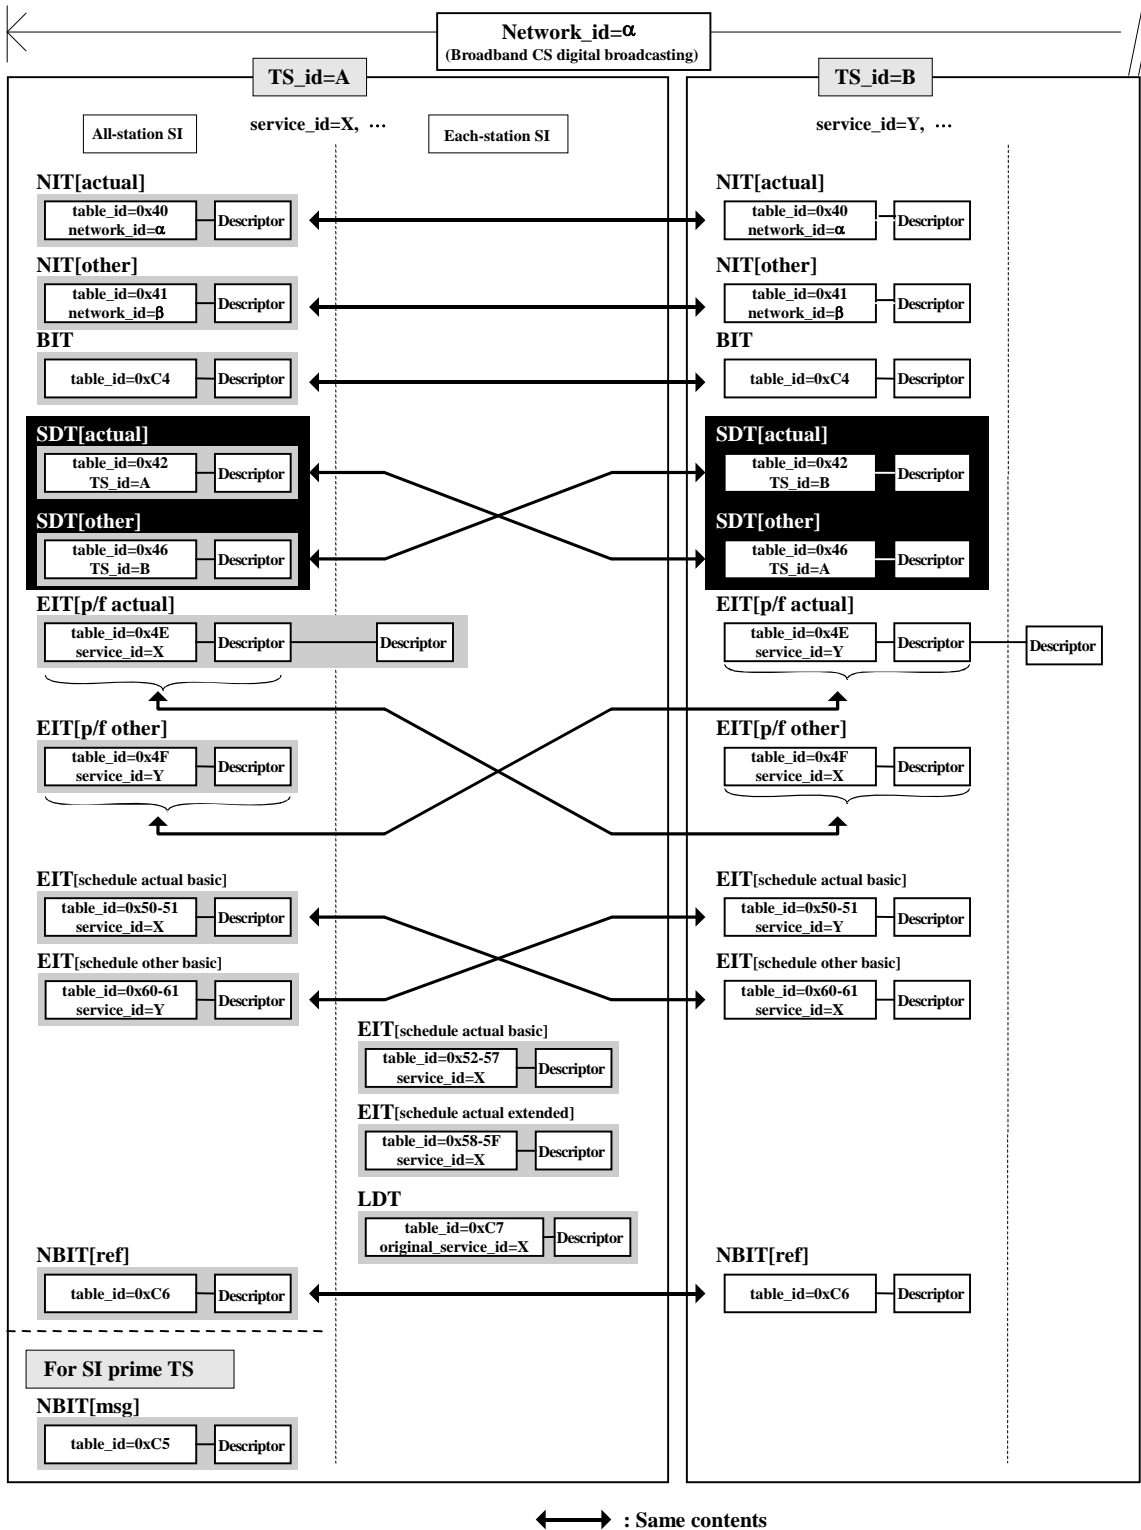 Network_id=α
(Broadband CS digital broadcasting)
TS_id=A
service_id=X, …
All-station SI
Each-station SI
NIT[actual]
table_id=0x40
network_id=α
Descriptor
NIT[other]
table_id=0x41
network_id=β
Descriptor
BIT
table_id=0xC4
Descriptor
SDT[actual]
table_id=0x42
TS_id=A
Descriptor
SDT[other]
table_id=0x46
TS_id=B
Descriptor
EIT[p/f actual]
table_id=0x4E
service_id=X
Descriptor
Descriptor
EIT[p/f other]
table_id=0x4F
service_id=Y
Descriptor
EIT[schedule actual basic]
table_id=0x50-51
service_id=X
Descriptor
EIT[schedule other basic]
table_id=0x60-61
service_id=Y
Descriptor
EIT[schedule actual basic]
table_id=0x52-57
service_id=X
Descriptor
EIT[schedule actual extended]
table_id=0x58-5F
service_id=X
Descriptor
LDT
table_id=0xC7
original_service_id=X
Descriptor
NBIT[ref]
table_id=0xC6
Descriptor
For SI prime TS
NBIT[msg]
table_id=0xC5
Descriptor
TS_id=B
service_id=Y, …
NIT[actual]
table_id=0x40
network_id=α
Descriptor
NIT[other]
table_id=0x41
network_id=β
Descriptor
BIT
table_id=0xC4
Descriptor
SDT[actual]
table_id=0x42
TS_id=B
Descriptor
SDT[other]
table_id=0x46
TS_id=A
Descriptor
EIT[p/f actual]
table_id=0x4E
service_id=Y
Descriptor
Descriptor
EIT[p/f other]
table_id=0x4F
service_id=X
Descriptor
EIT[schedule actual basic]
table_id=0x50-51
service_id=Y
Descriptor
EIT[schedule other basic]
table_id=0x60-61
service_id=X
Descriptor
NBIT[ref]
table_id=0xC6
Descriptor
: Same contents